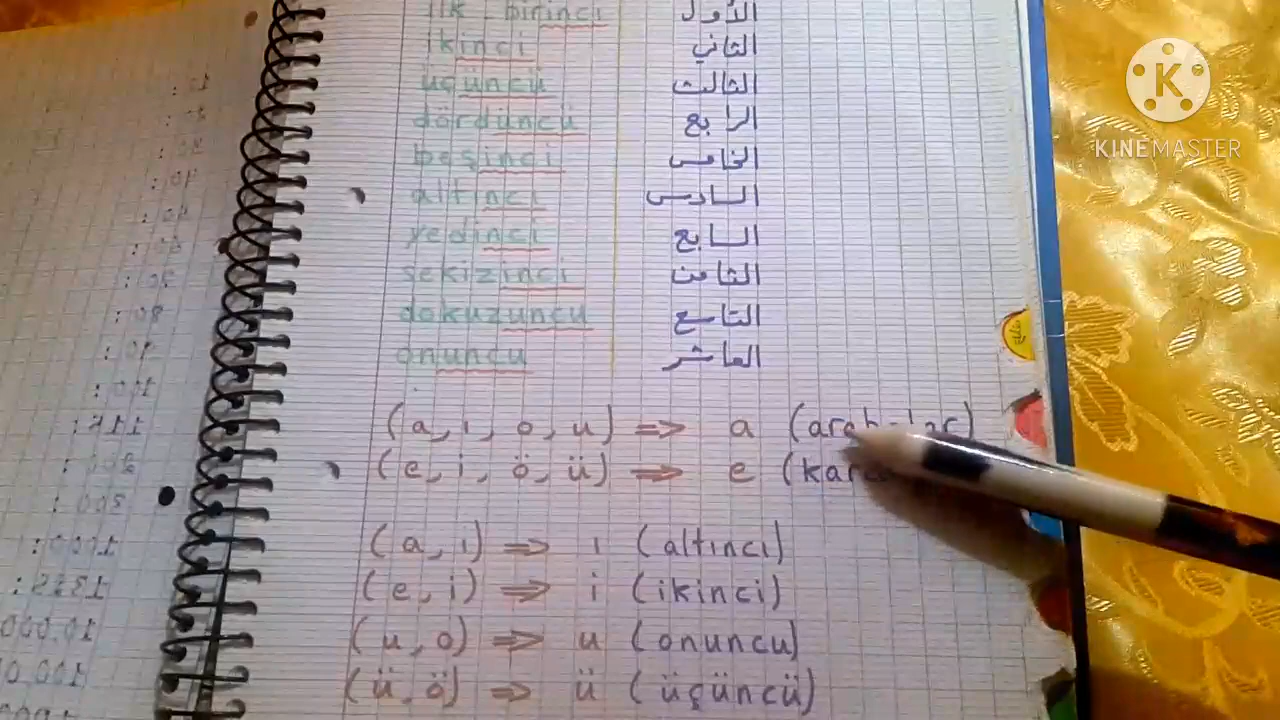 ilk - birinci الأول
ikinci الثاني
üçüncü الثالث
dördüncü الرابع
beşinci الخامس
altıncı السادس
yedinci السابع
sekizinci الثامن
dokuzuncu التاسع
onuncu العاشر
(a, ı, o, u) => a
(e, i, ö, ü) => e
(a, ı) => ı (altıncı)
(e, i) => i (ikinci)
(u, o) => u (onuncu)
(ü, ö) => ü (üçüncü)
K
KINEMASTER